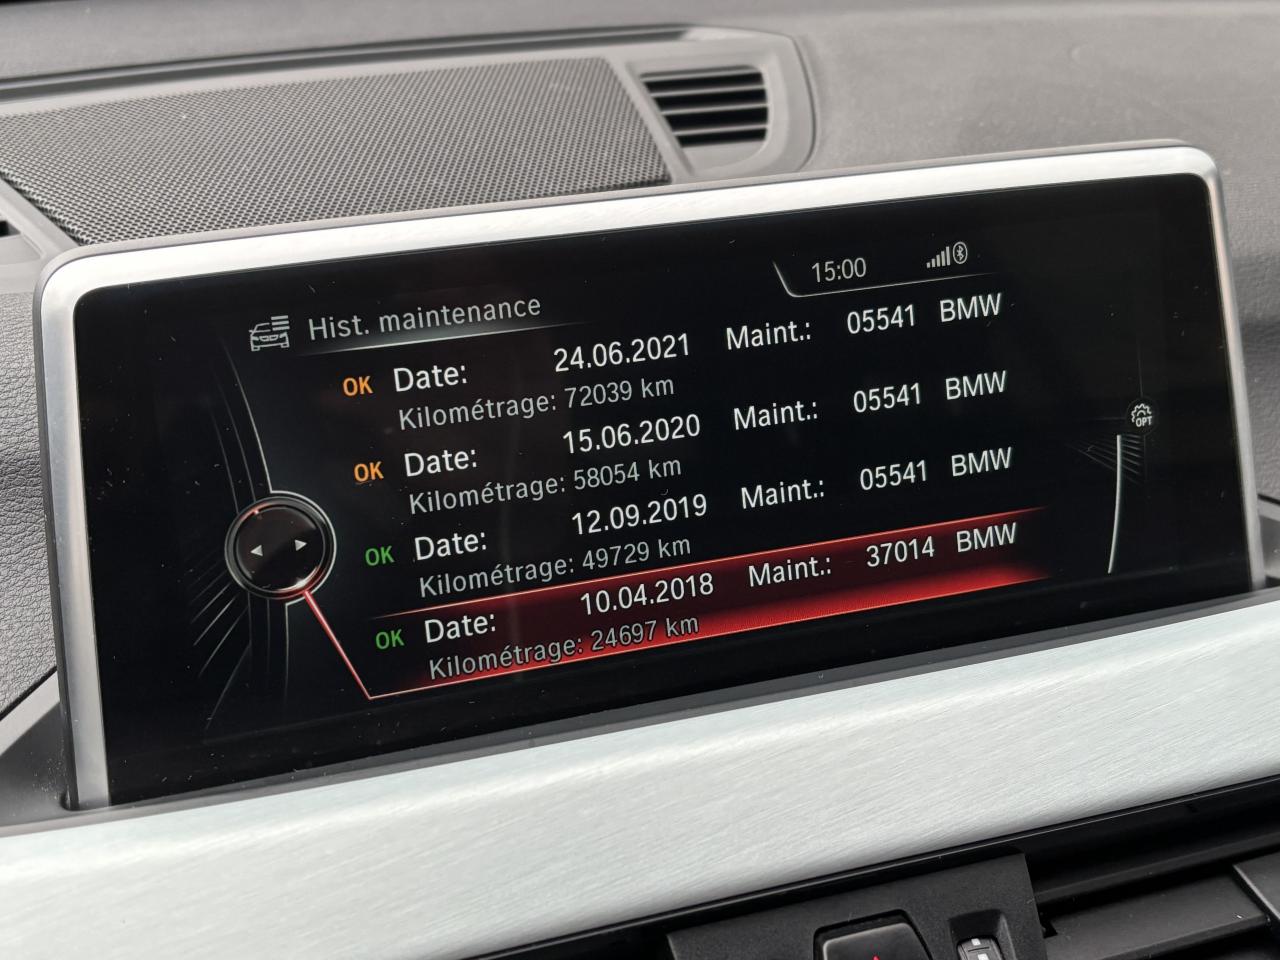 15:00
Hist. maintenance
OK Date: 24.06.2021 Maint.: 05541 BMW
Kilométrage: 72039 km
OK Date: 15.06.2020 Maint.: 05541 BMW
Kilométrage: 58054 km
OK Date: 12.09.2019 Maint.: 05541 BMW
Kilométrage: 49729 km
OK Date: 10.04.2018 Maint.: 37014 BMW
Kilométrage: 24697 km
OPT